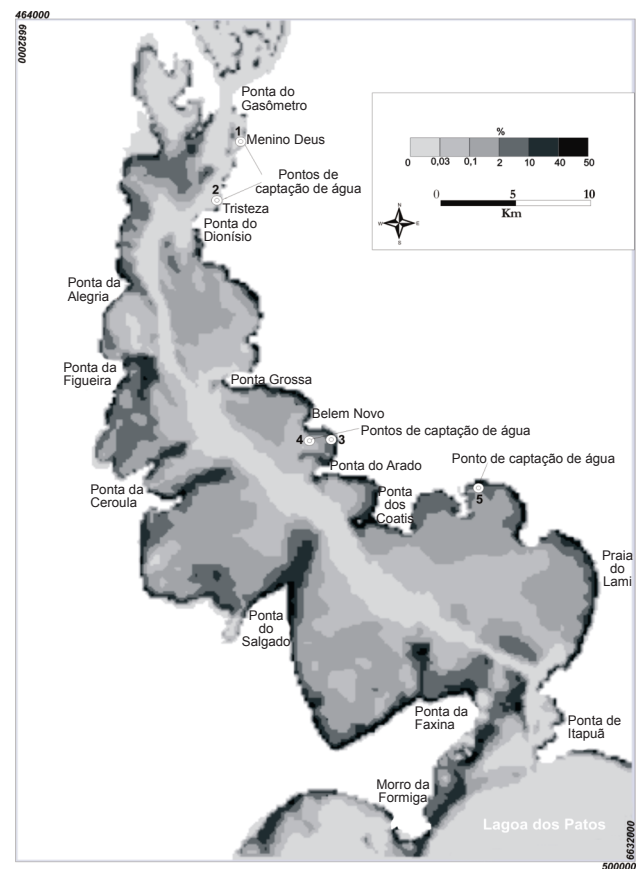 464000
6682000
Ponta do
Gasômetro
1
Menino Deus
Pontos de
captação de água
2
Tristeza
Ponta do
Dionísio
%
0 0,03 0,1 2 10 40 50
0 5 10
Km
N
W E
S
Ponta da
Alegria
Ponta da
Figueira
Ponta Grossa
Belem Novo
4 3
Pontos de captação de água
Ponta do Arado
Ponto de captação de água
5
Ponta da
Ceroula
Ponta
dos
Coatis
Praia
do
Lami
Ponta
do
Salgado
Ponta da
Faxina
Ponta de
Itapuã
Morro da
Formiga
Lagoa dos Patos
6632000
500000